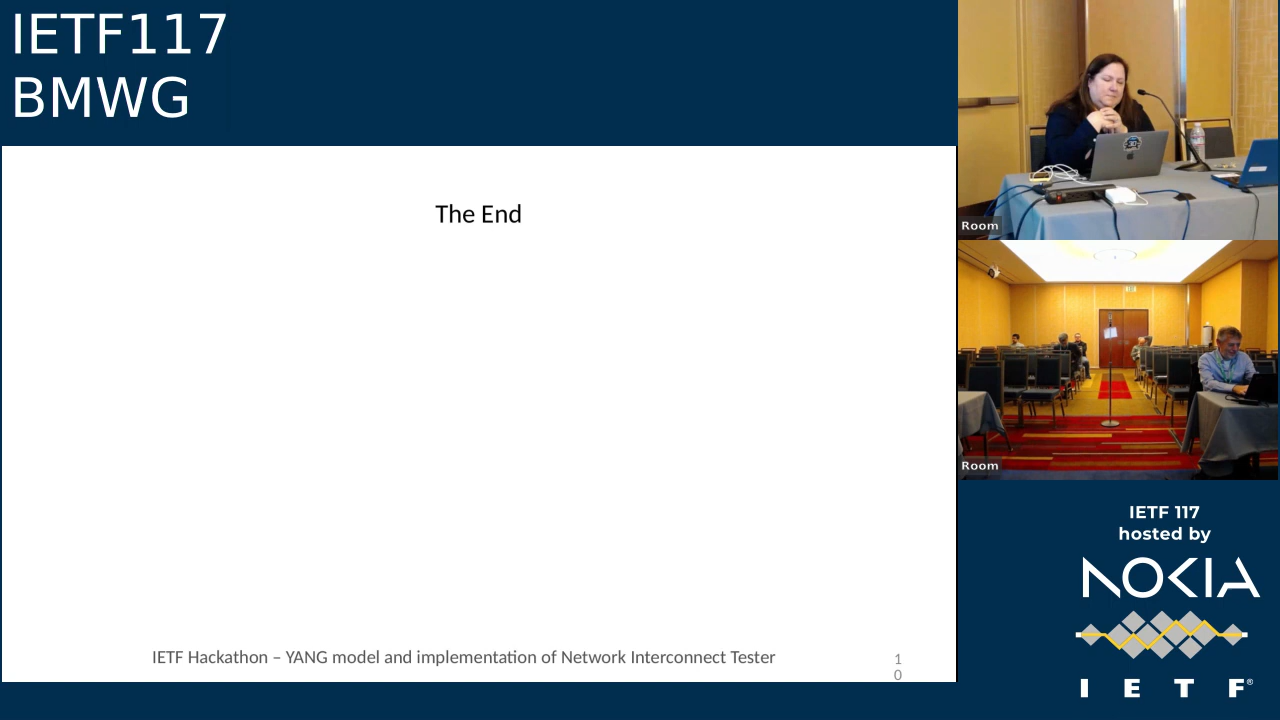 IETF117
BMWG
The End
IETF Hackathon – YANG model and implementation of Network Interconnect Tester
1
0
Room
Room
IETF 117
hosted by
NOKIA
I E T F®